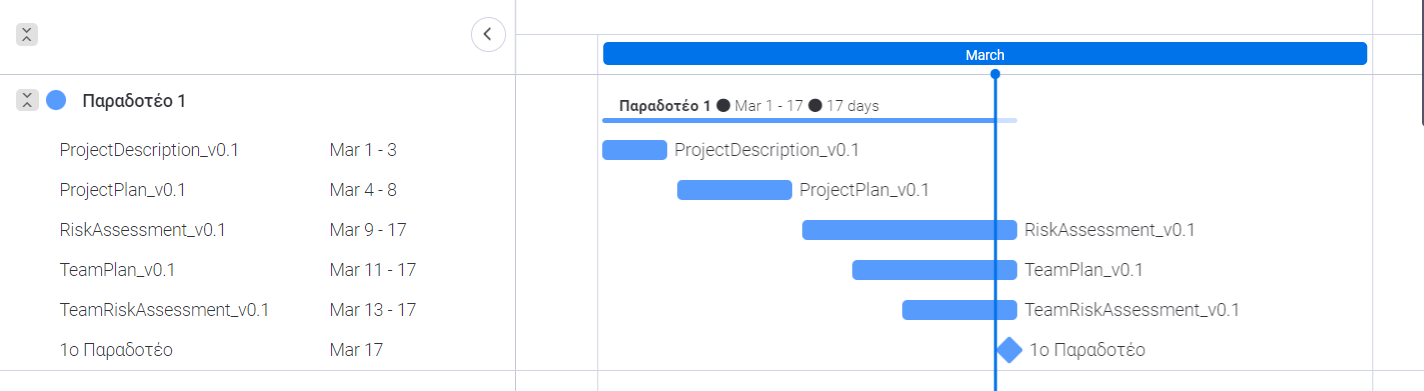 March
Παραδοτέο 1
Παραδοτέο 1 ● Mar 1 - 17 ● 17 days
ProjectDescription_v0.1 Mar 1 - 3 ProjectDescription_v0.1
ProjectPlan_v0.1 Mar 4 - 8 ProjectPlan_v0.1
RiskAssessment_v0.1 Mar 9 - 17 RiskAssessment_v0.1
TeamPlan_v0.1 Mar 11 - 17 TeamPlan_v0.1
TeamRiskAssessment_v0.1 Mar 13 - 17 TeamRiskAssessment_v0.1
1ο Παραδοτέο Mar 17 1ο Παραδοτέο